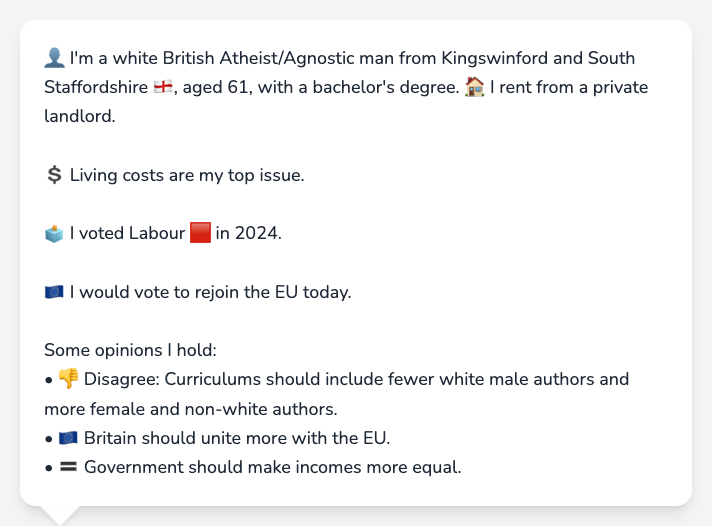 👤 I'm a white British Atheist/Agnostic man from Kingswinford and South
Staffordshire 🏴󠁧󠁢󠁥󠁮󠁧󠁿, aged 61, with a bachelor's degree. 🏠 I rent from a private
landlord.
💲 Living costs are my top issue.
🗳️ I voted Labour 🟥 in 2024.
🇪🇺 I would vote to rejoin the EU today.
Some opinions I hold:
• 👎 Disagree: Curriculums should include fewer white male authors and
more female and non-white authors.
• 🇪🇺 Britain should unite more with the EU.
• 🟰 Government should make incomes more equal.